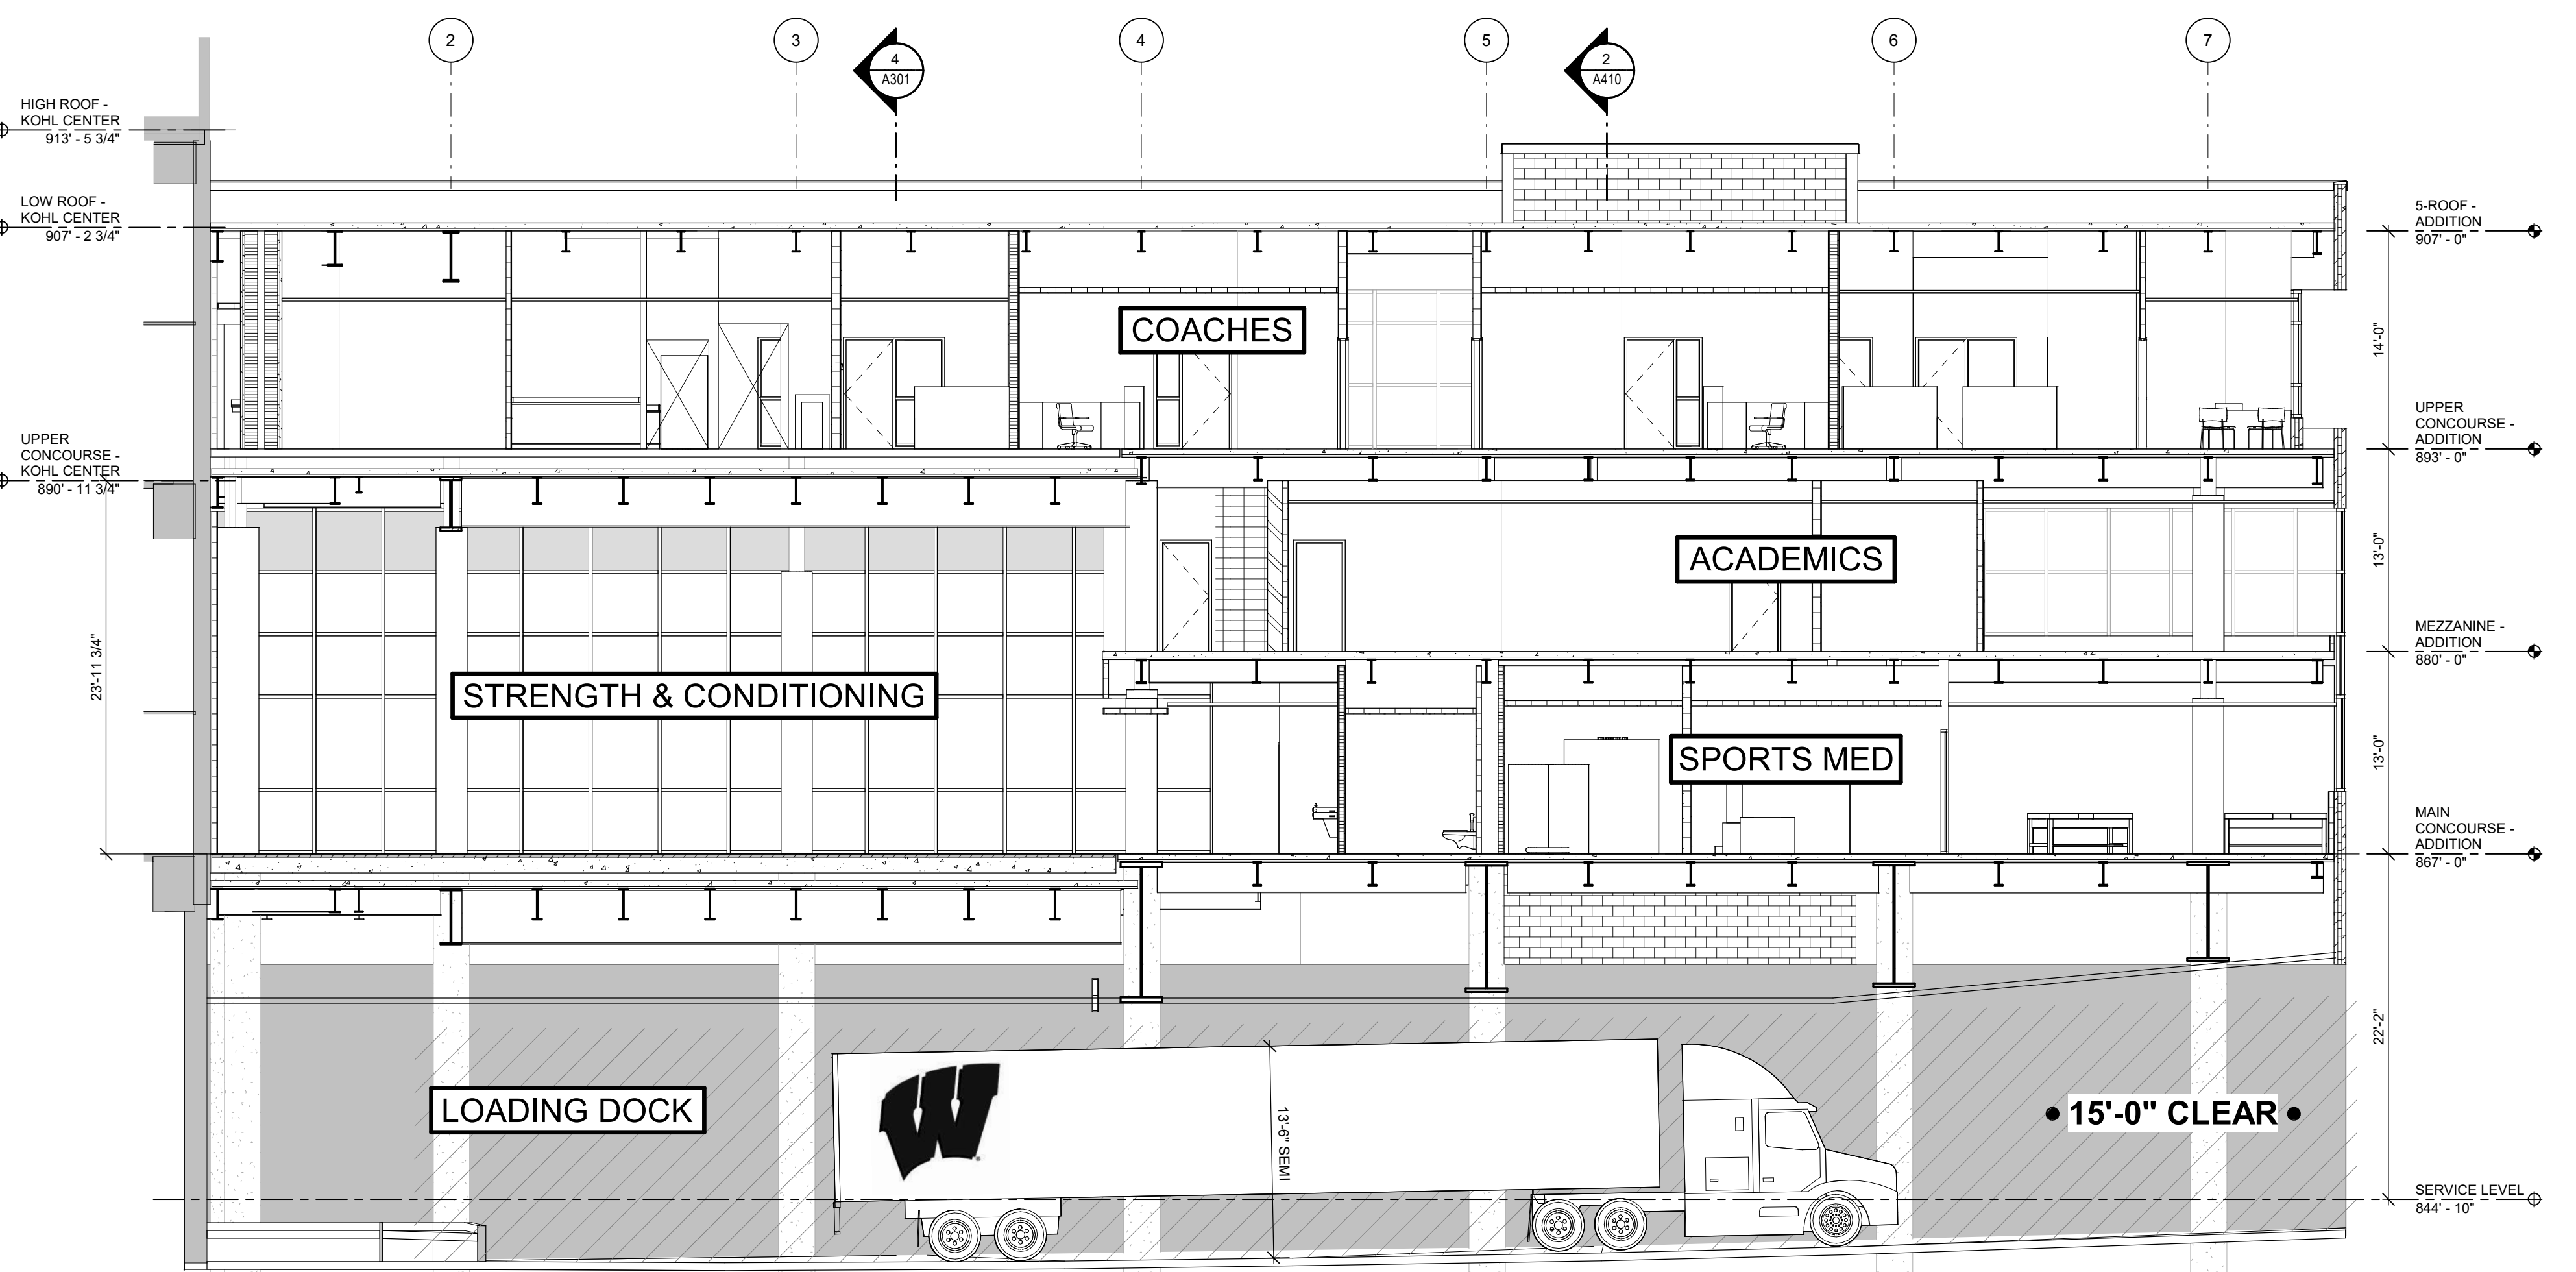 2
3
4
5
6
7
4
A301
2
A410
HIGH ROOF -
KOHL CENTER
913' - 5 3/4"
LOW ROOF -
KOHL CENTER
907' - 2 3/4"
UPPER
CONCOURSE -
KOHL CENTER
890' - 11 3/4"
23'-11 3/4"
5-ROOF -
ADDITION
907' - 0"
14'-0"
UPPER
CONCOURSE -
ADDITION
893' - 0"
13'-0"
MEZZANINE -
ADDITION
880' - 0"
13'-0"
MAIN
CONCOURSE -
ADDITION
867' - 0"
22'-2"
SERVICE LEVEL
844' - 10"
COACHES
ACADEMICS
STRENGTH & CONDITIONING
SPORTS MED
LOADING DOCK
W
13'-6" SEMI
• 15'-0" CLEAR •